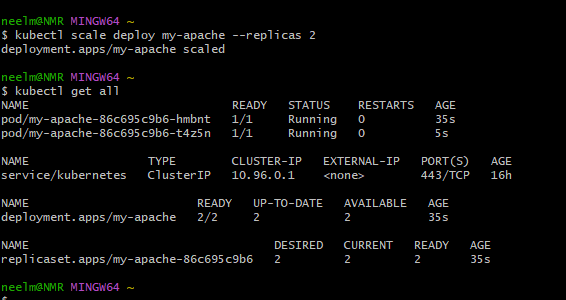 neelm@NMR MINGW64 ~
$ kubectl scale deploy my-apache --replicas 2
deployment.apps/my-apache scaled
neelm@NMR MINGW64 ~
$ kubectl get all
NAME READY STATUS RESTARTS AGE
pod/my-apache-86c695c9b6-hmbnt 1/1 Running 0 35s
pod/my-apache-86c695c9b6-t4z5n 1/1 Running 0 5s
NAME TYPE CLUSTER-IP EXTERNAL-IP PORT(S) AGE
service/kubernetes ClusterIP 10.96.0.1 <none> 443/TCP 16h
NAME READY UP-TO-DATE AVAILABLE AGE
deployment.apps/my-apache 2/2 2 2 35s
NAME DESIRED CURRENT READY AGE
replicaset.apps/my-apache-86c695c9b6 2 2 2 35s
neelm@NMR MINGW64 ~